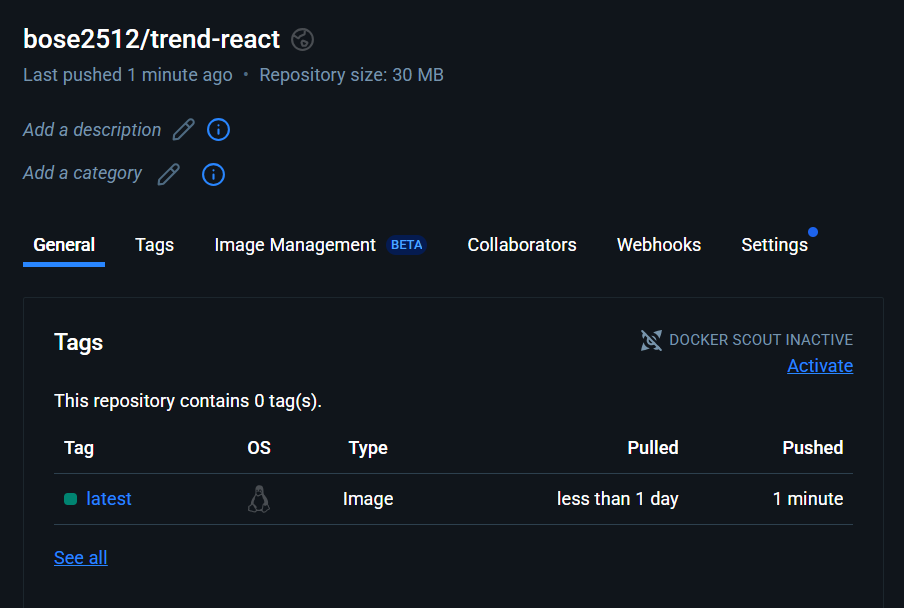 bose2512/trend-react
Last pushed 1 minute ago • Repository size: 30 MB
Add a description
Add a category
General Tags Image Management BETA Collaborators Webhooks Settings
Tags DOCKER SCOUT INACTIVE
Activate
This repository contains 0 tag(s).
Tag OS Type Pulled Pushed
latest Image less than 1 day 1 minute
See all